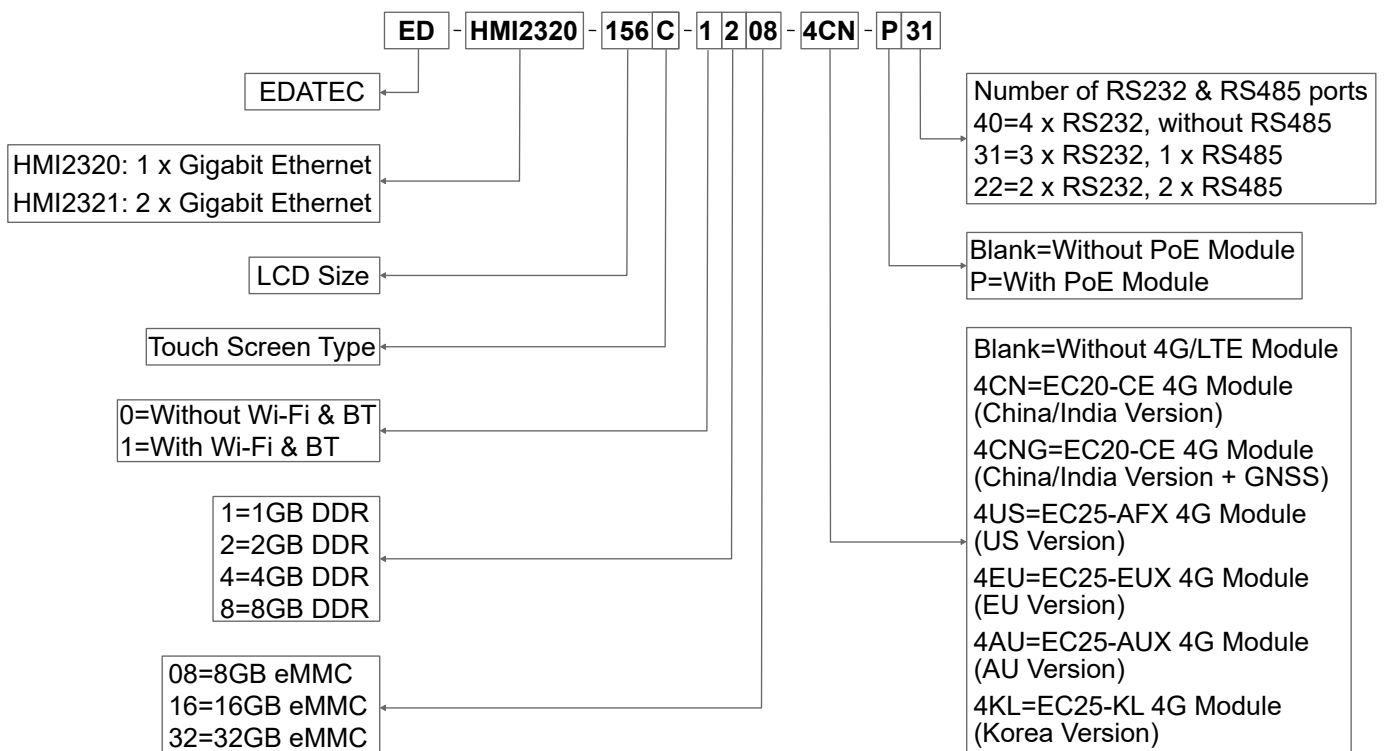 ED - HMI2320 - 156 C - 1 2 08 - 4CN - P 31
EDATEC
HMI2320: 1 x Gigabit Ethernet
HMI2321: 2 x Gigabit Ethernet
LCD Size
Touch Screen Type
0=Without Wi-Fi & BT
1=With Wi-Fi & BT
1=1GB DDR
2=2GB DDR
4=4GB DDR
8=8GB DDR
08=8GB eMMC
16=16GB eMMC
32=32GB eMMC
Number of RS232 & RS485 ports
40=4 x RS232, without RS485
31=3 x RS232, 1 x RS485
22=2 x RS232, 2 x RS485
Blank=Without PoE Module
P=With PoE Module
Blank=Without 4G/LTE Module
4CN=EC20-CE 4G Module
(China/India Version)
4CNG=EC20-CE 4G Module
(China/India Version + GNSS)
4US=EC25-AFX 4G Module
(US Version)
4EU=EC25-EUX 4G Module
(EU Version)
4AU=EC25-AUX 4G Module
(AU Version)
4KL=EC25-KL 4G Module
(Korea Version)